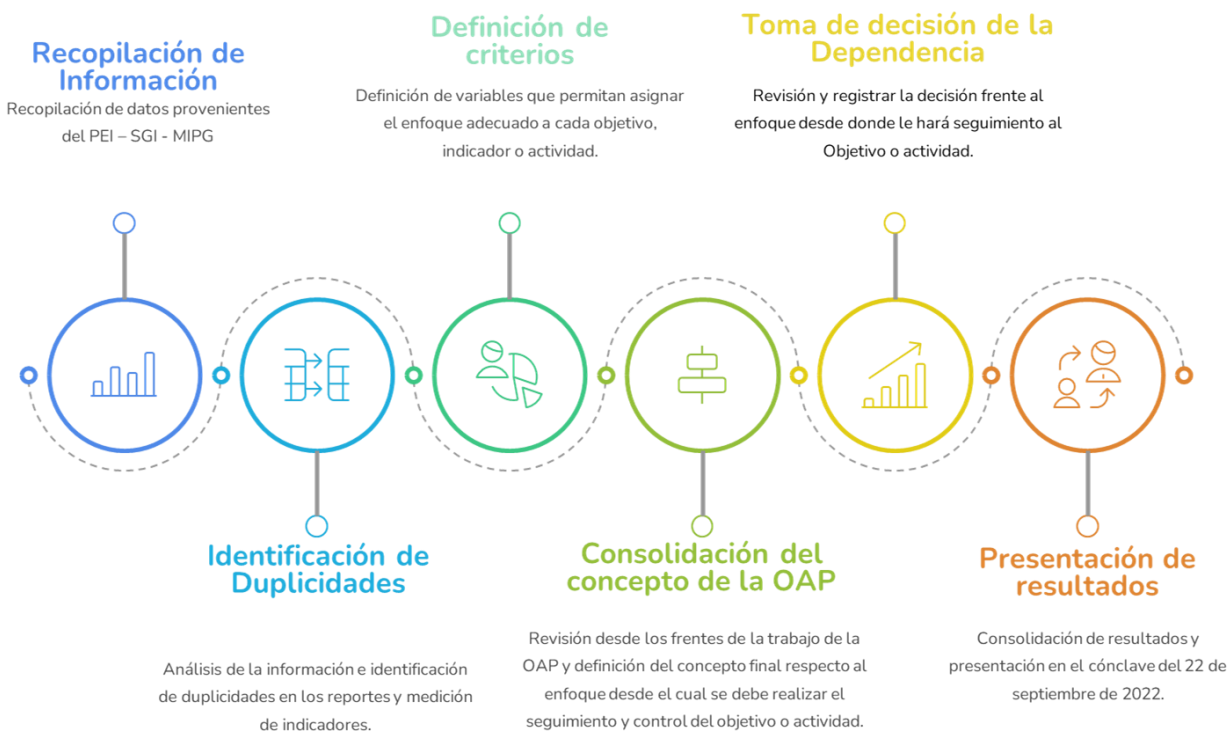 Recopilación de
Información
Recopilación de datos provenientes
del PEI – SGI - MIPG
Identificación de
Duplicidades
Análisis de la información e identificación
de duplicidades en los reportes y medición
de indicadores.
Definición de
criterios
Definición de variables que permitan asignar
el enfoque adecuado a cada objetivo,
indicador o actividad.
Consolidación del
concepto de la OAP
Revisión desde los frentes de la trabajo de la
OAP y definición del concepto final respecto al
enfoque desde el cual se debe realizar el
seguimiento y control del objetivo o actividad.
Toma de decisión de la
Dependencia
Revisión y registrar la decisión frente al
enfoque desde donde le hará seguimiento al
Objetivo o actividad.
Presentación de
resultados
Consolidación de resultados y
presentación en el cónclave del 22 de
septiembre de 2022.